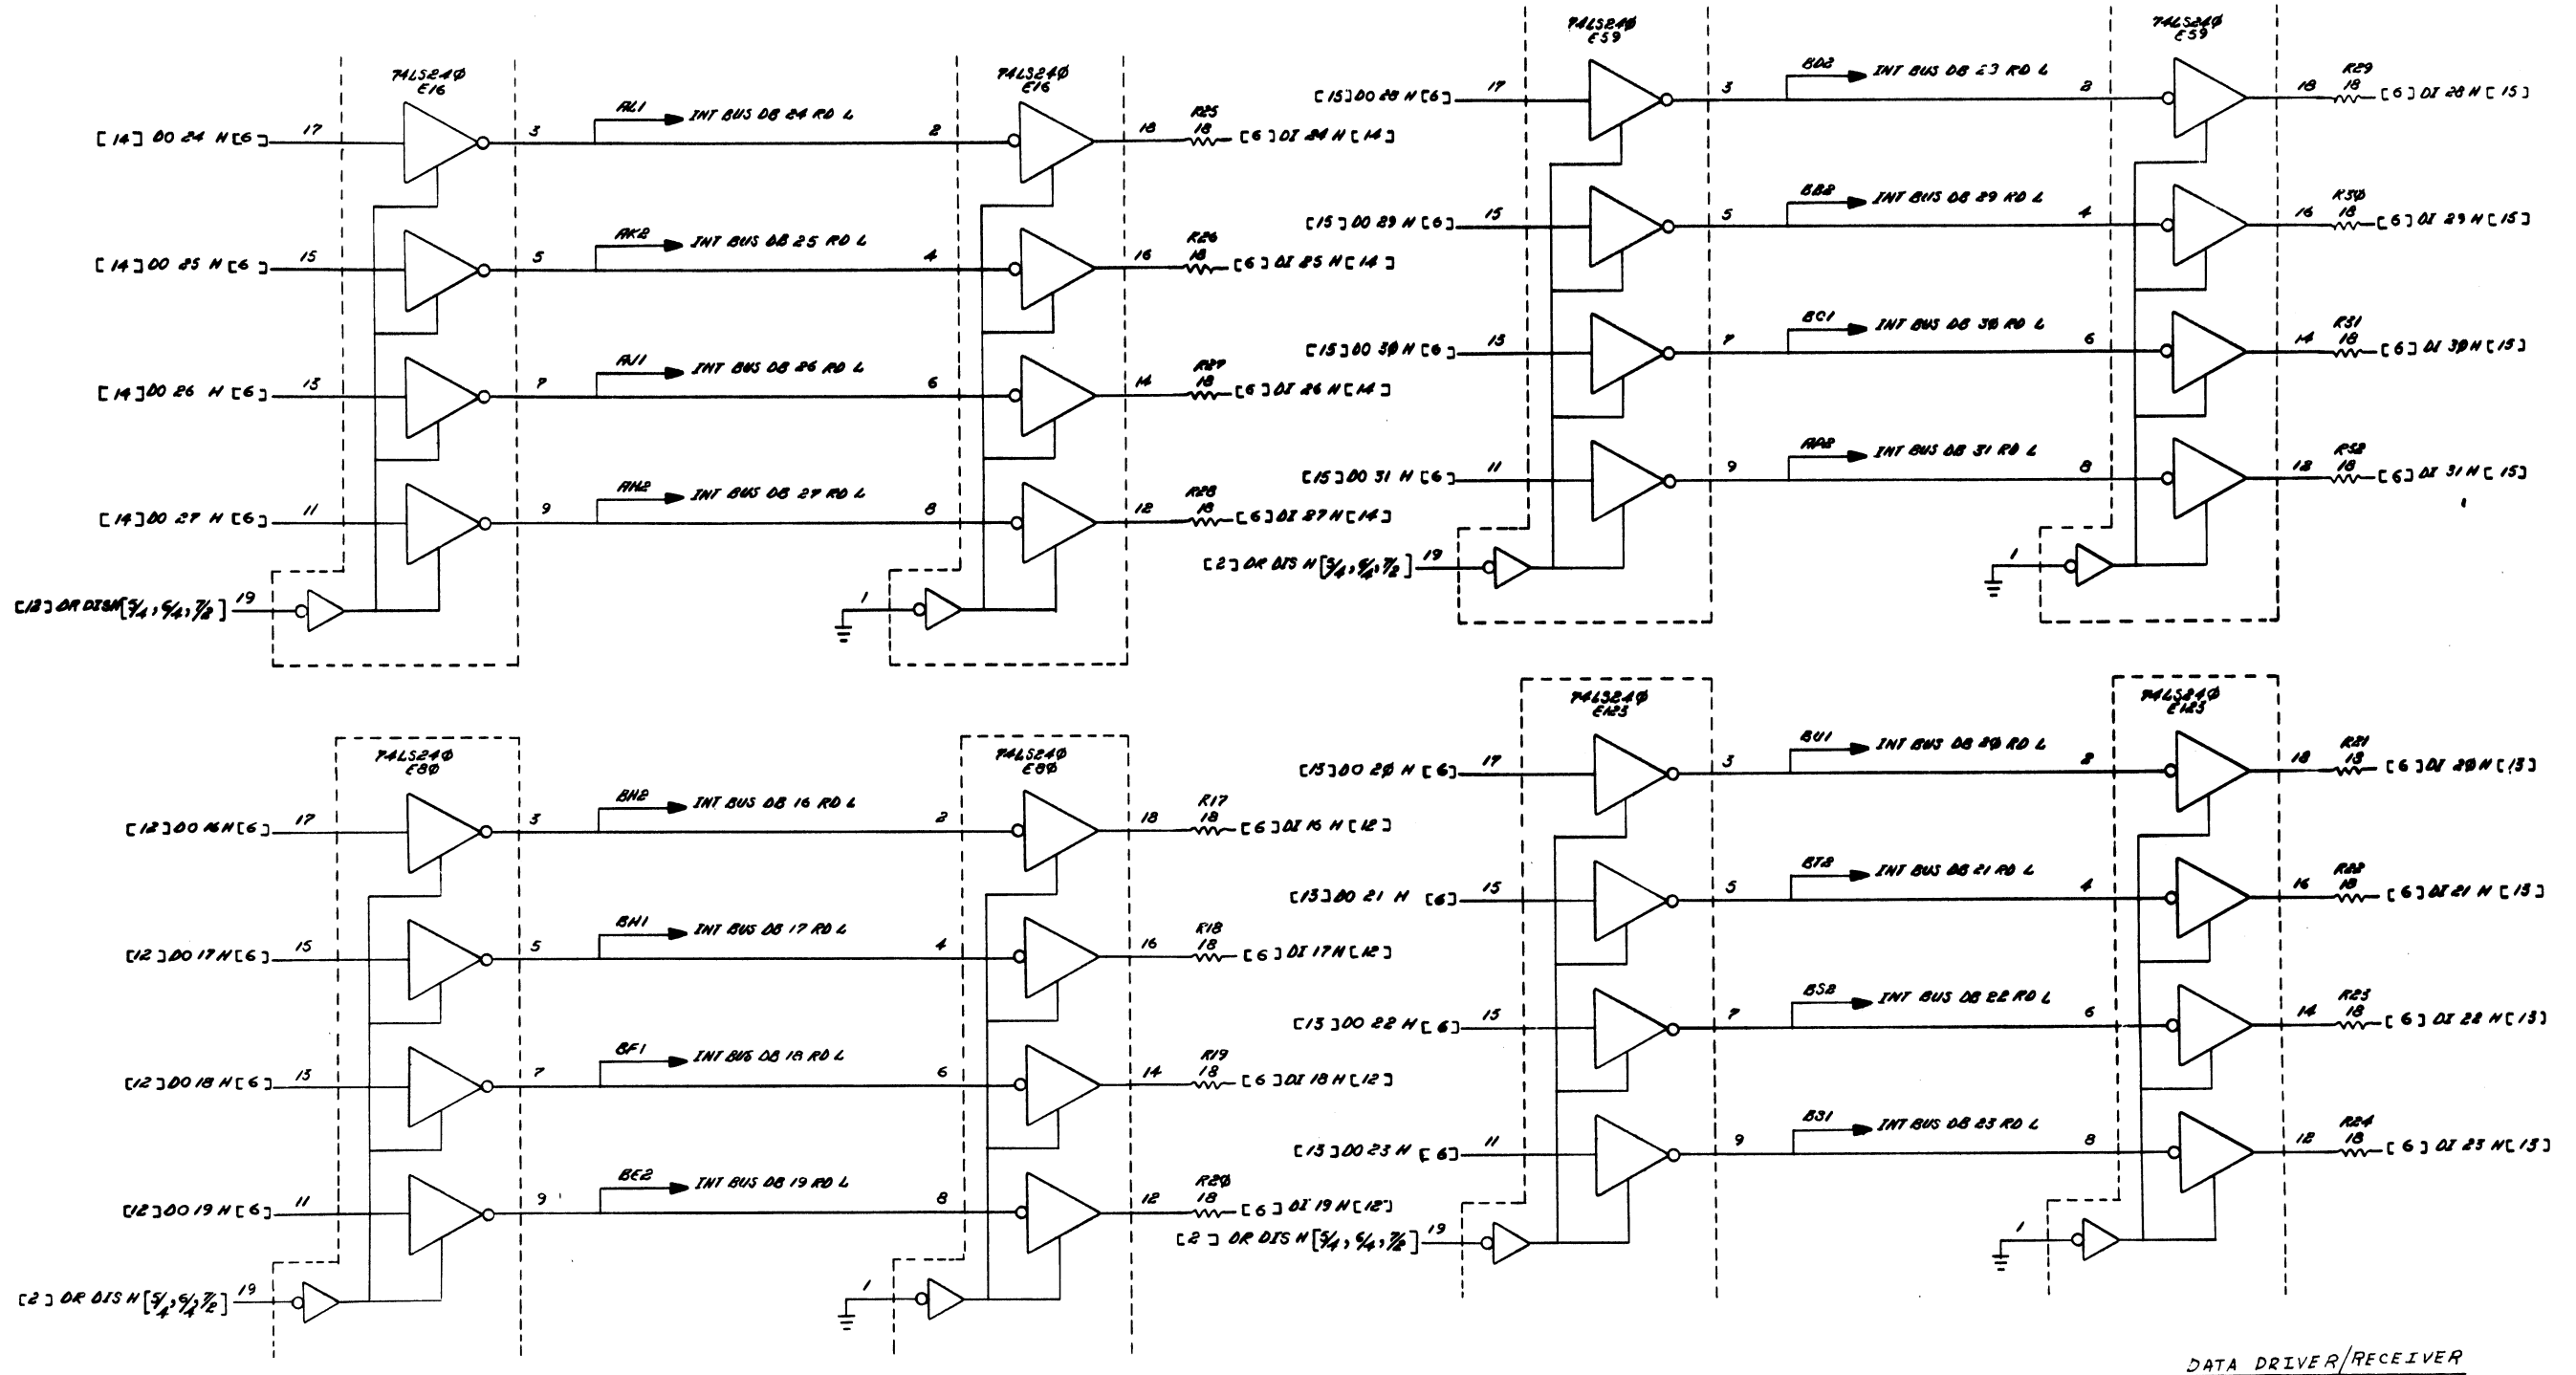 74LS240
E16
[14] DO 24 H [6] 17 3 AL1 INT BUS DB 24 RD L
[14] DO 25 H [6] 15 5 AK2 INT BUS DB 25 RD L
[14] DO 26 H [6] 13 7 AJ1 INT BUS DB 26 RD L
[14] DO 27 H [6] 11 9 AH2 INT BUS DB 27 RD L
[12] DR DIS H [5/4, 6/4, 7/2] 19
74LS240
E16
2 18 R25 18 [6] DI 24 H [14]
4 16 R26 18 [6] DI 25 H [14]
6 14 R27 18 [6] DI 26 H [14]
8 12 R28 18 [6] DI 27 H [14]
1
74LS240
E59
[15] DO 28 H [6] 17 3 BD2 INT BUS DB 23 RD L
[15] DO 29 H [6] 15 5 BB2 INT BUS DB 29 RD L
[15] DO 30 H [6] 13 7 BC1 INT BUS DB 30 RD L
[15] DO 31 H [6] 11 9 AP2 INT BUS DB 31 RD L
[2] DR DIS H [5/4, 6/4, 7/2] 19
74LS240
E59
2 18 R29 18 [6] DI 28 H [15]
4 16 R30 18 [6] DI 29 H [15]
6 14 R31 18 [6] DI 30 H [15]
8 12 R32 18 [6] DI 31 H [15]
1
74LS240
E80
[12] DO 16 H [6] 17 3 BH2 INT BUS DB 16 RD L
[12] DO 17 H [6] 15 5 BH1 INT BUS DB 17 RD L
[12] DO 18 H [6] 13 7 BF1 INT BUS DB 18 RD L
[12] DO 19 H [6] 11 9 BE2 INT BUS DB 19 RD L
[2] DR DIS H [5/4, 6/4, 7/2] 19
74LS240
E80
2 18 R17 18 [6] DI 16 H [12]
4 16 R18 18 [6] DI 17 H [12]
6 14 R19 18 [6] DI 18 H [12]
8 12 R20 18 [6] DI 19 H [12]
1
74LS240
E123
[13] DO 20 H [6] 17 3 BU1 INT BUS DB 20 RD L
[13] DO 21 H [6] 15 5 BT2 INT BUS DB 21 RD L
[13] DO 22 H [6] 13 7 BS2 INT BUS DB 22 RD L
[13] DO 23 H [6] 11 9 BS1 INT BUS DB 23 RD L
[2] DR DIS H [5/4, 6/4, 7/2] 19
74LS240
E123
2 18 R21 18 [6] DI 20 H [13]
4 16 R22 18 [6] DI 21 H [13]
6 14 R23 18 [6] DI 22 H [13]
8 12 R24 18 [6] DI 23 H [13]
1
DATA DRIVER/RECEIVER